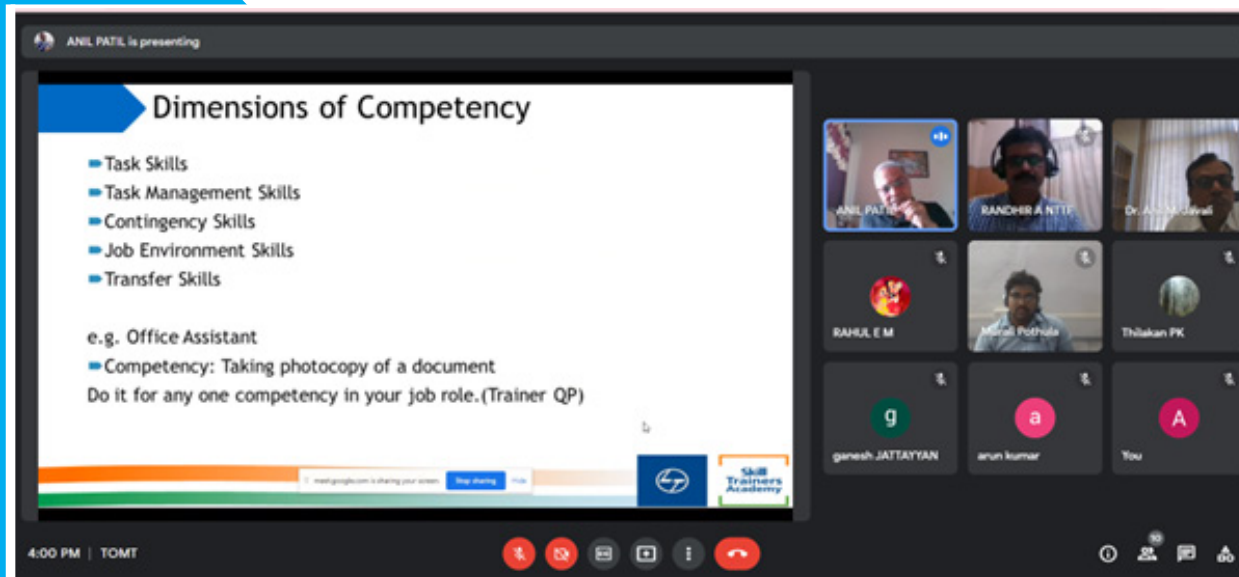 ANIL PATIL is presenting
Dimensions of Competency
Task Skills
Task Management Skills
Contingency Skills
Job Environment Skills
Transfer Skills
e.g. Office Assistant
Competency: Taking photocopy of a document
Do it for any one competency in your job role.(Trainer QP)
meet.google.com is sharing your screen.
Stop sharing
Hide
Skill
Trainers
Academy
ANIL PATIL
RANDHIR A NTTF
Dr.
RAHUL E M
Murali Pothula
Thilakan PK
g
ganesh JATTAYYAN
a
arun kumar
A
You
4:00 PM | TOMT
10